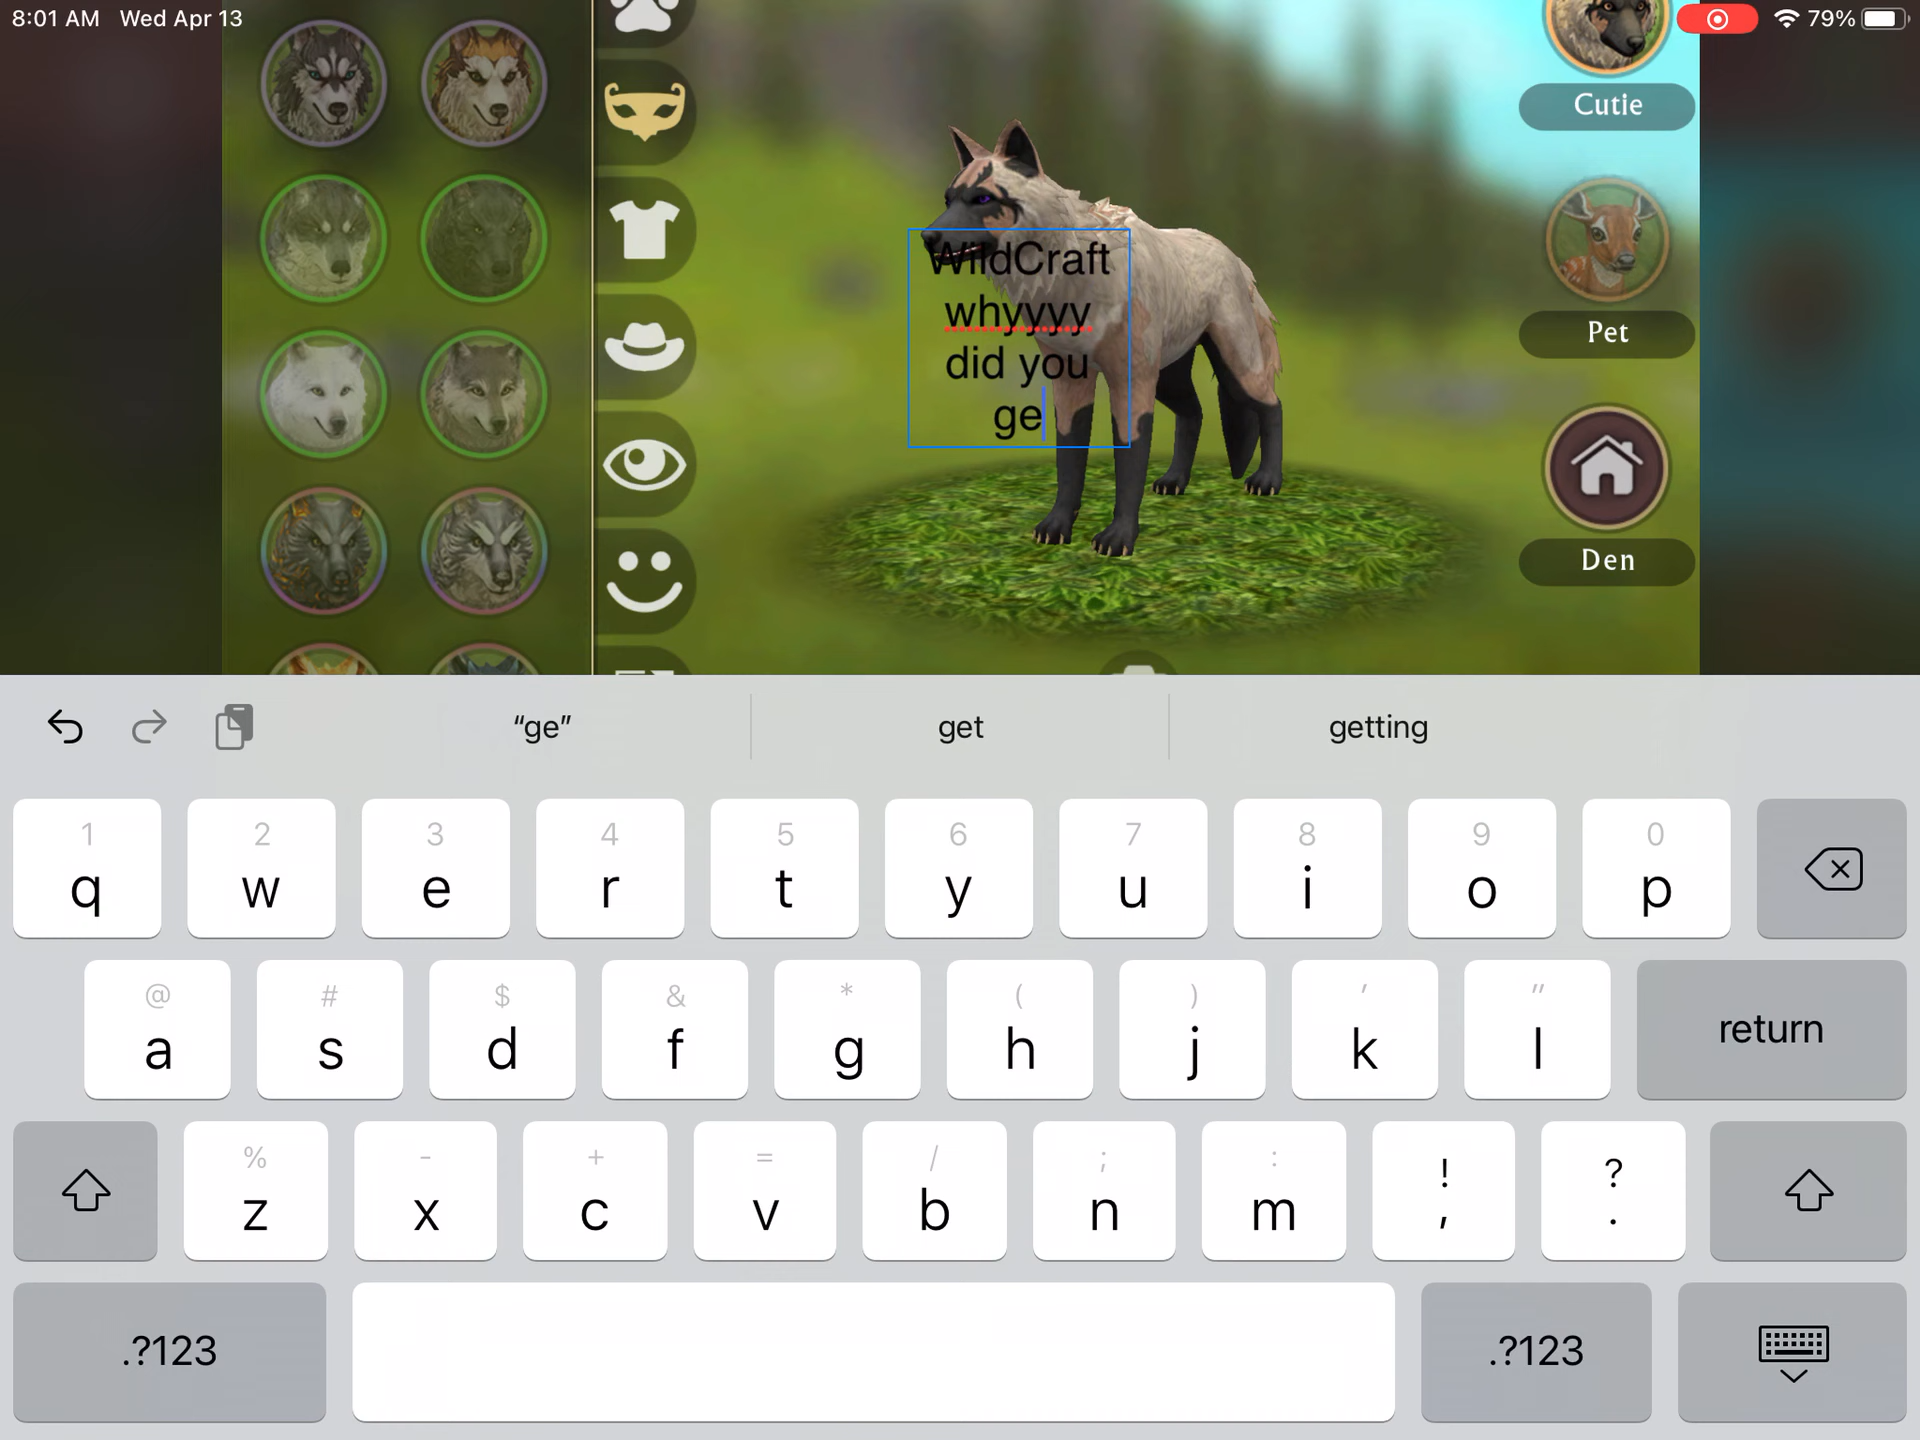 8:01 AM Wed Apr 13
79%
Cutie
Pet
Den
WildCraft
whyyyy
did you
ge
“ge” get getting
1 2 3 4 5 6 7 8 9 0
q w e r t y u i o p
@ # $ & * ( ) ' "
a s d f g h j k l return
% - + = / ; : ! ?
z x c v b n m , .
.?123 .?123